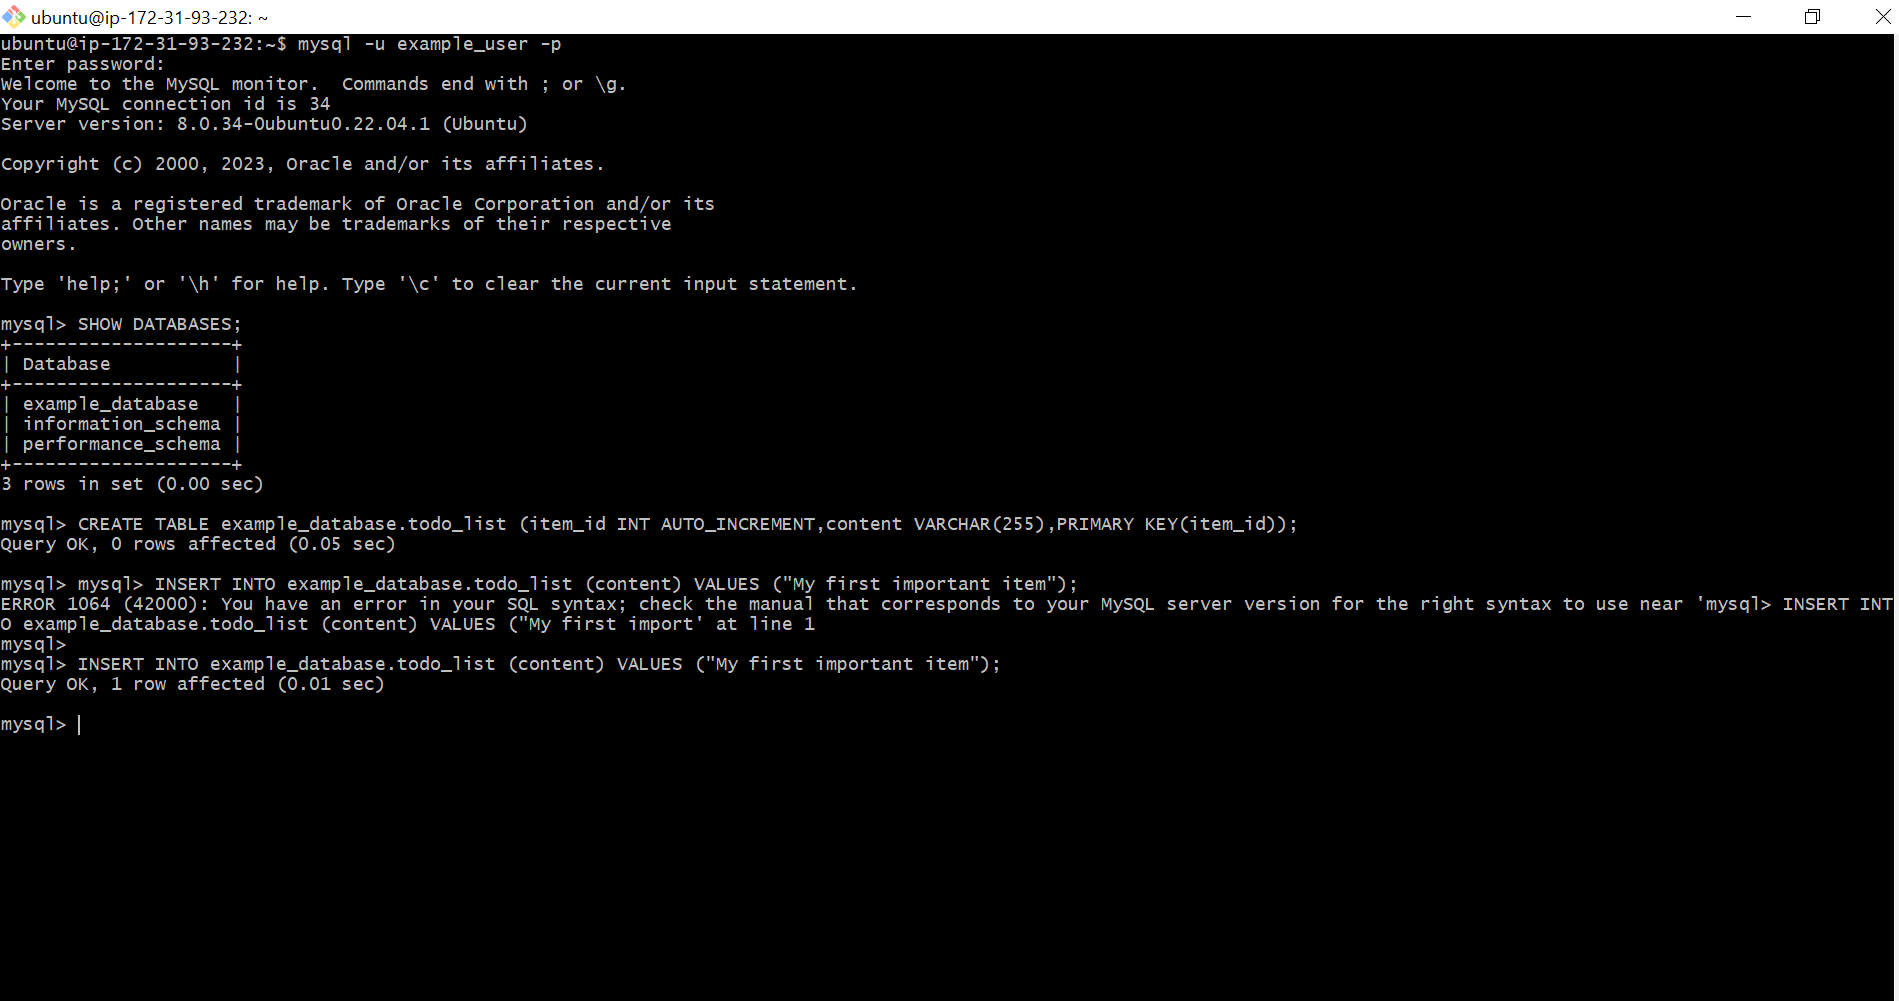 ubuntu@ip-172-31-93-232: ~
ubuntu@ip-172-31-93-232:~$ mysql -u example_user -p
Enter password:
Welcome to the MySQL monitor.  Commands end with ; or \g.
Your MySQL connection id is 34
Server version: 8.0.34-0ubuntu0.22.04.1 (Ubuntu)

Copyright (c) 2000, 2023, Oracle and/or its affiliates.

Oracle is a registered trademark of Oracle Corporation and/or its
affiliates. Other names may be trademarks of their respective
owners.

Type 'help;' or '\h' for help. Type '\c' to clear the current input statement.

mysql> SHOW DATABASES;
+--------------------+
| Database           |
+--------------------+
| example_database   |
| information_schema |
| performance_schema |
+--------------------+
3 rows in set (0.00 sec)

mysql> CREATE TABLE example_database.todo_list (item_id INT AUTO_INCREMENT,content VARCHAR(255),PRIMARY KEY(item_id));
Query OK, 0 rows affected (0.05 sec)

mysql> mysql> INSERT INTO example_database.todo_list (content) VALUES ("My first important item");
ERROR 1064 (42000): You have an error in your SQL syntax; check the manual that corresponds to your MySQL server version for the right syntax to use near 'mysql> INSERT INT
O example_database.todo_list (content) VALUES ("My first import' at line 1
mysql>
mysql> INSERT INTO example_database.todo_list (content) VALUES ("My first important item");
Query OK, 1 row affected (0.01 sec)

mysql>